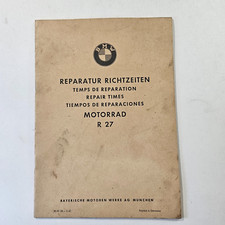 BMW
REPARATUR RICHTZEITEN
TEMPS DE REPARATION
REPAIR TIMES
TIEMPOS DE REPARACIONES
MOTORRAD
R 27
BAYERISCHE MOTOREN WERKE AG MÜNCHEN